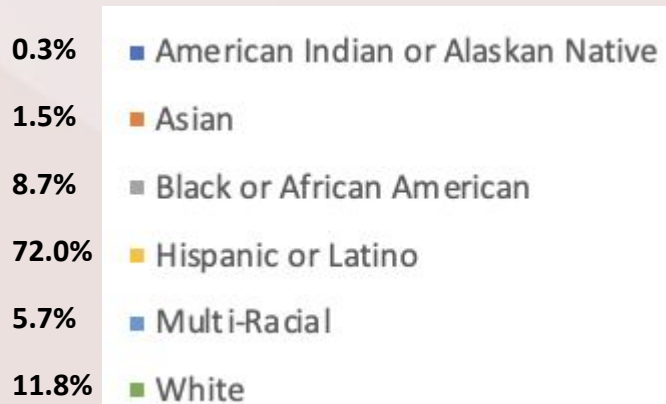 0.3% American Indian or Alaskan Native
1.5% Asian
8.7% Black or African American
72.0% Hispanic or Latino
5.7% Multi-Racial
11.8% White